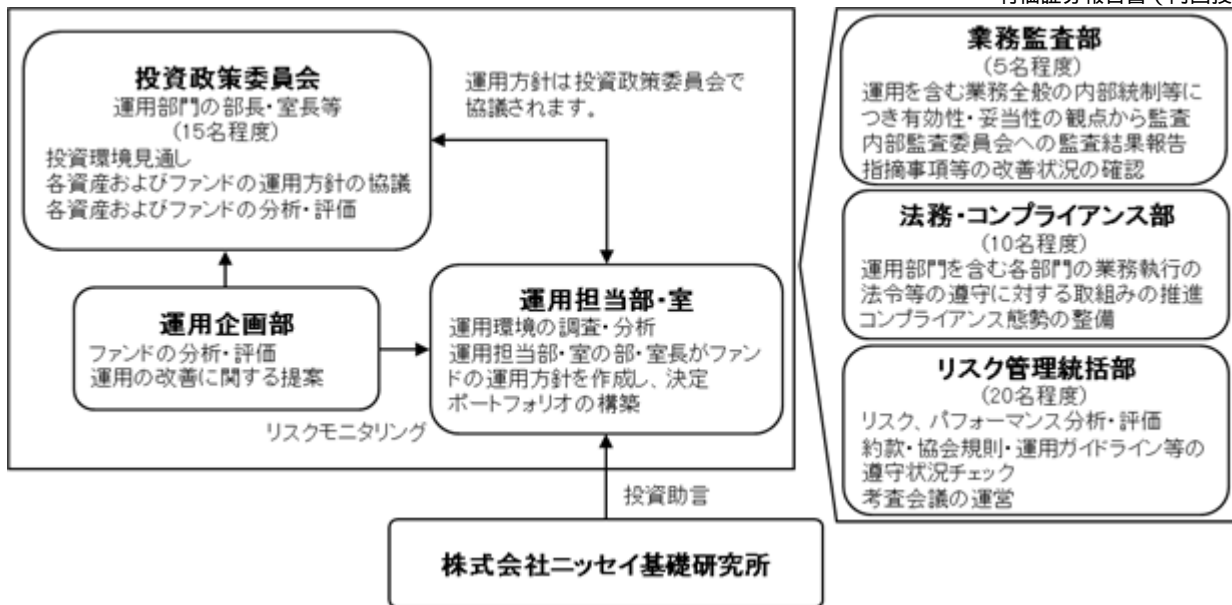 投資政策委員会
運用部門の部長・室長等
(15名程度)
投資環境見通し
各資産およびファンドの運用方針の協議
各資産およびファンドの分析・評価
運用方針は投資政策委員会で
協議されます。
運用企画部
ファンドの分析・評価
運用の改善に関する提案
リスクモニタリング
運用担当部・室
運用環境の調査・分析
運用担当部・室の部・室長がファン
ドの運用方針を作成し、決定
ポートフォリオの構築
投資助言
株式会社ニッセイ基礎研究所
業務監査部
(5名程度)
運用を含む業務全般の内部統制等に
つき有効性・妥当性の観点から監査
内部監査委員会への監査結果報告
指摘事項等の改善状況の確認
法務・コンプライアンス部
(10名程度)
運用部門を含む各部門の業務執行の
法令等の遵守に対する取組みの推進
コンプライアンス態勢の整備
リスク管理統括部
(20名程度)
リスク、パフォーマンス分析・評価
約款・協会規則・運用ガイドライン等の
遵守状況チェック
考査会議の運営